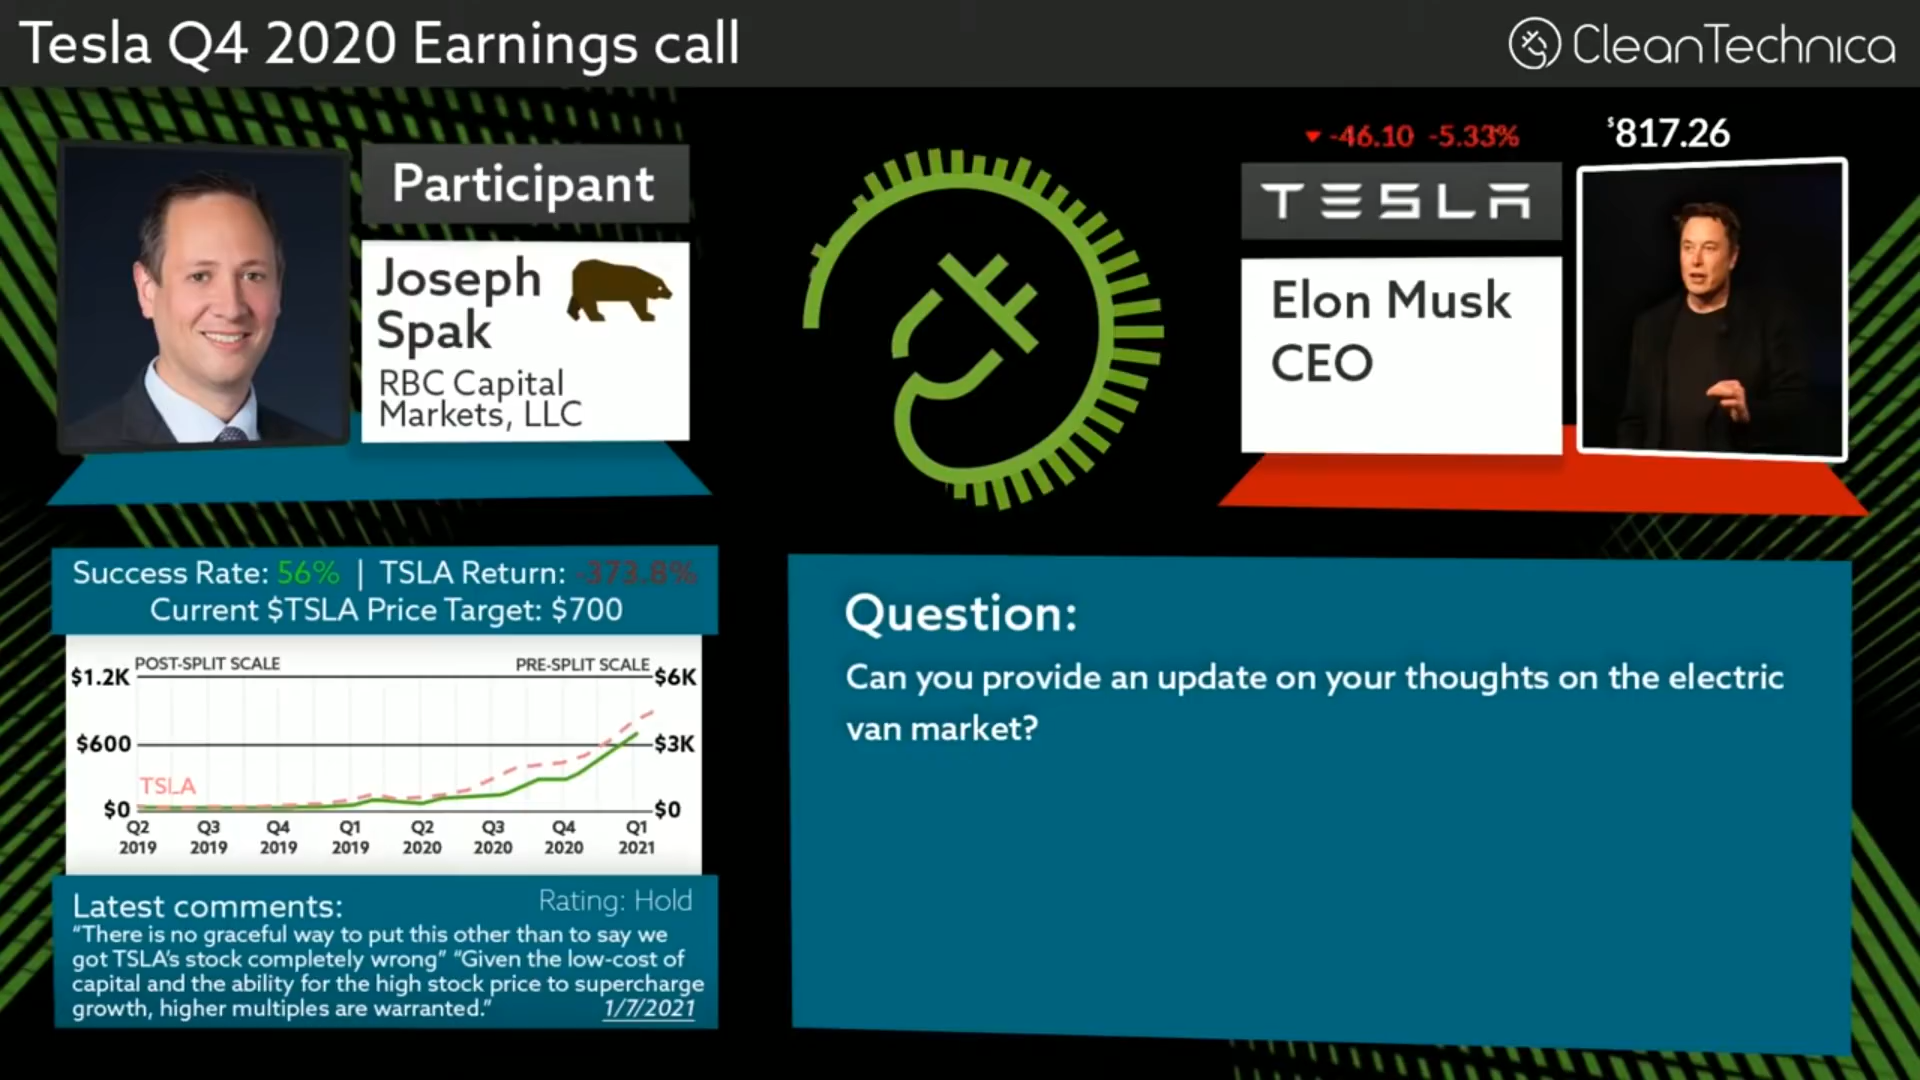 Tesla Q4 2020 Earnings call
CleanTechnica
Participant
Joseph
Spak
RBC Capital
Markets, LLC
▼ -46.10 -5.33%
$817.26
TESLA
Elon Musk
CEO
Success Rate: 56% | TSLA Return: -373.8%
Current $TSLA Price Target: $700
POST-SPLIT SCALE
PRE-SPLIT SCALE
$1.2K
$6K
$600
$3K
TSLA
$0
$0
Q2 Q3 Q4 Q1 Q2 Q3 Q4 Q1
2019 2019 2019 2019 2020 2020 2020 2021
Latest comments:
Rating: Hold
“There is no graceful way to put this other than to say we
got TSLA's stock completely wrong” “Given the low-cost of
capital and the ability for the high stock price to supercharge
growth, higher multiples are warranted.”
1/7/2021
Question:
Can you provide an update on your thoughts on the electric
van market?